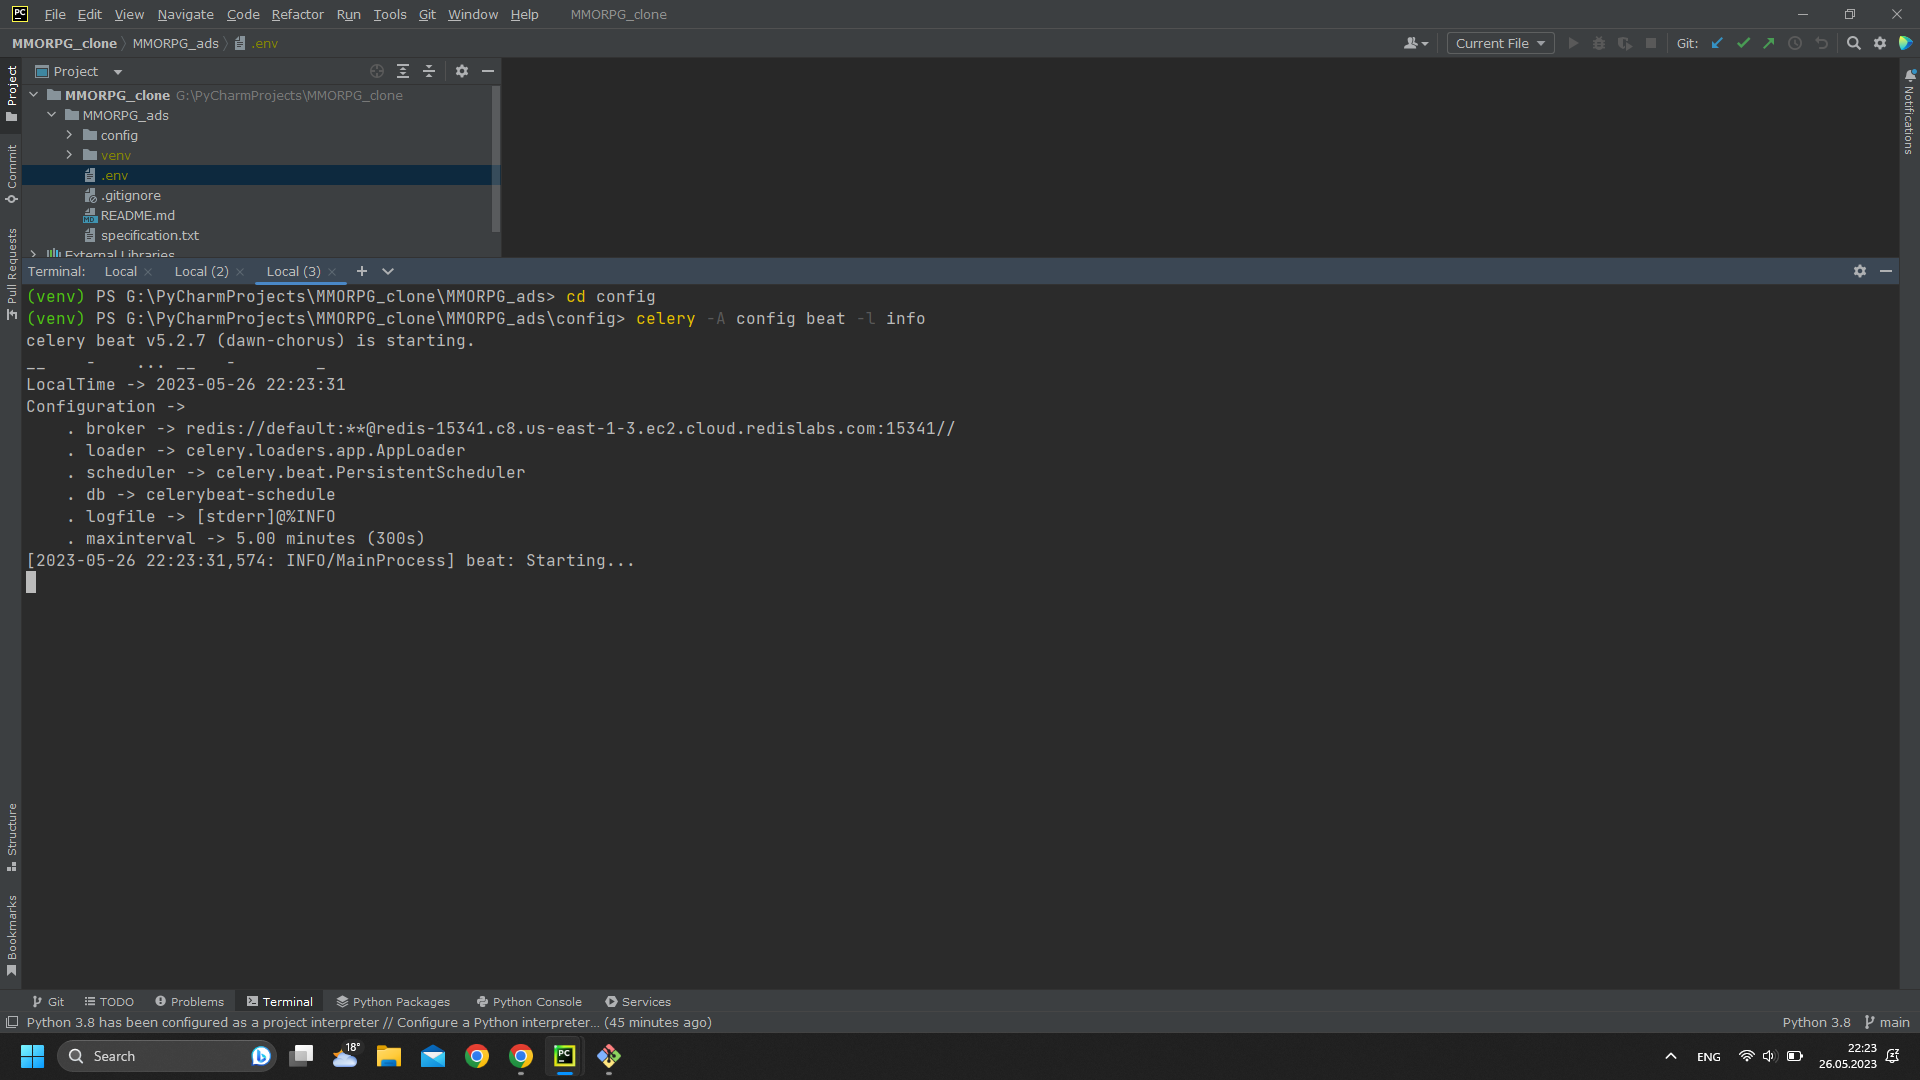 PC File Edit View Navigate Code Refactor Run Tools Git Window Help MMORPG_clone
MMORPG_clone MMORPG_ads .env Current File Git:
Project
Project
Commit
Pull Requests
Structure
Bookmarks
Notifications
MMORPG_clone G:\PyCharmProjects\MMORPG_clone
MMORPG_ads
config
venv
.env
.gitignore
MD README.md
specification.txt
External Libraries
Terminal: Local Local (2) Local (3)
(venv) PS G:\PyCharmProjects\MMORPG_clone\MMORPG_ads> cd config
(venv) PS G:\PyCharmProjects\MMORPG_clone\MMORPG_ads\config> celery -A config beat -l info
celery beat v5.2.7 (dawn-chorus) is starting.
__    -    ... __   -        _
LocalTime -> 2023-05-26 22:23:31
Configuration ->
    . broker -> redis://default:**@redis-15341.c8.us-east-1-3.ec2.cloud.redislabs.com:15341//
    . loader -> celery.loaders.app.AppLoader
    . scheduler -> celery.beat.PersistentScheduler
    . db -> celerybeat-schedule
    . logfile -> [stderr]@%INFO
    . maxinterval -> 5.00 minutes (300s)
[2023-05-26 22:23:31,574: INFO/MainProcess] beat: Starting...
Git TODO Problems Terminal Python Packages Python Console Services
Python 3.8 has been configured as a project interpreter // Configure a Python interpreter... (45 minutes ago) Python 3.8 main
Search 18° PC ENG 22:23
26.05.2023